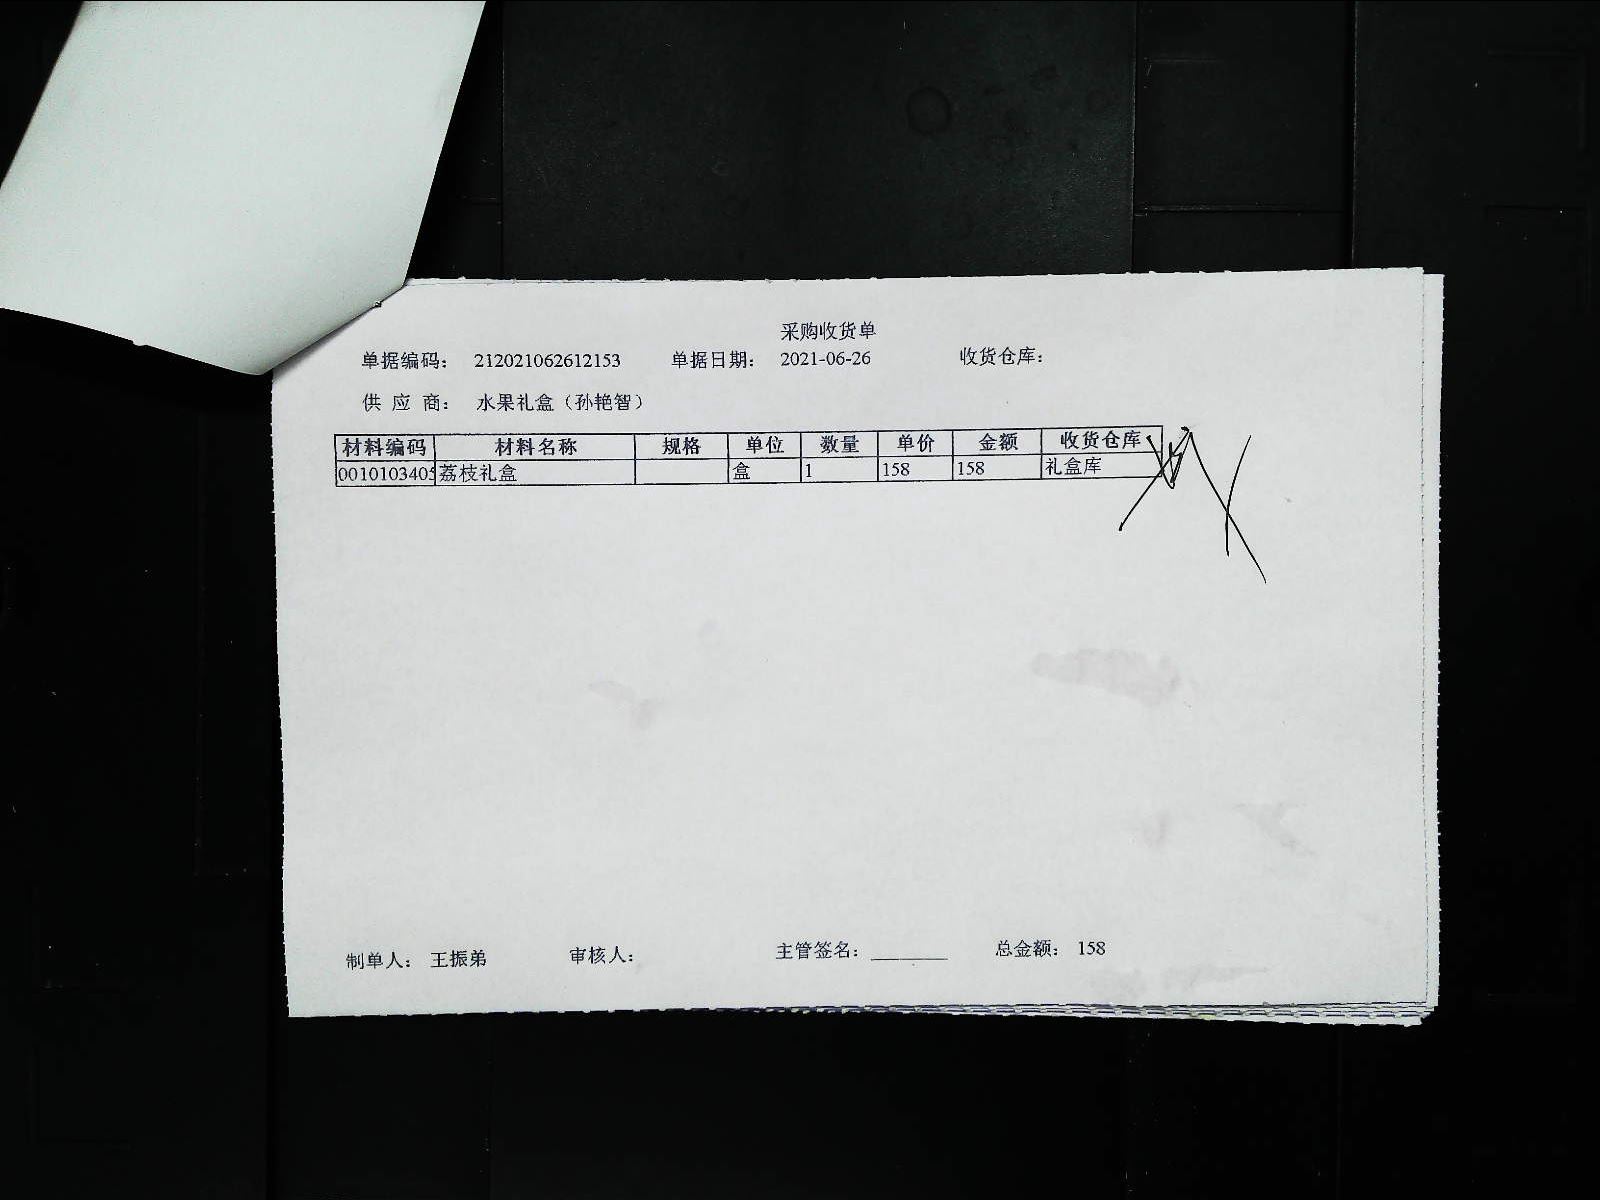 采购收货单
单据编码： 212021062612153 单据日期： 2021-06-26 收货仓库：
供 应 商： 水果礼盒（孙艳智）
材料编码 材料名称 规格 单位 数量 单价 金额 收货仓库
0010103405 荔枝礼盒 盒 1 158 158 礼盒库
制单人： 王振弟 审核人： 主管签名： ________ 总金额： 158